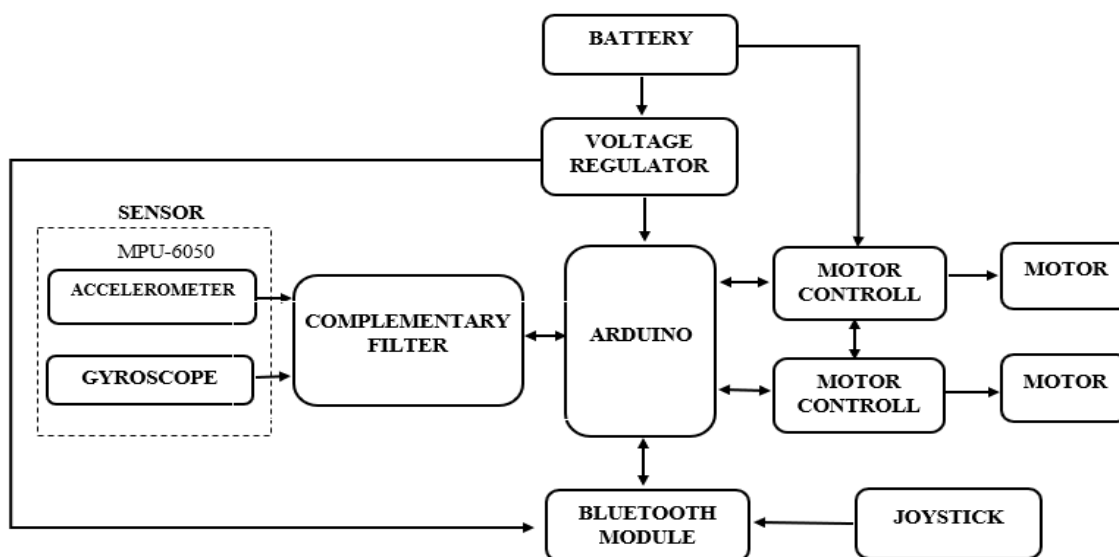 BATTERY
VOLTAGE
REGULATOR
SENSOR
MPU-6050
ACCELEROMETER
GYROSCOPE
COMPLEMENTARY
FILTER
ARDUINO
MOTOR
CONTROLL
MOTOR
MOTOR
CONTROLL
MOTOR
BLUETOOTH
MODULE
JOYSTICK